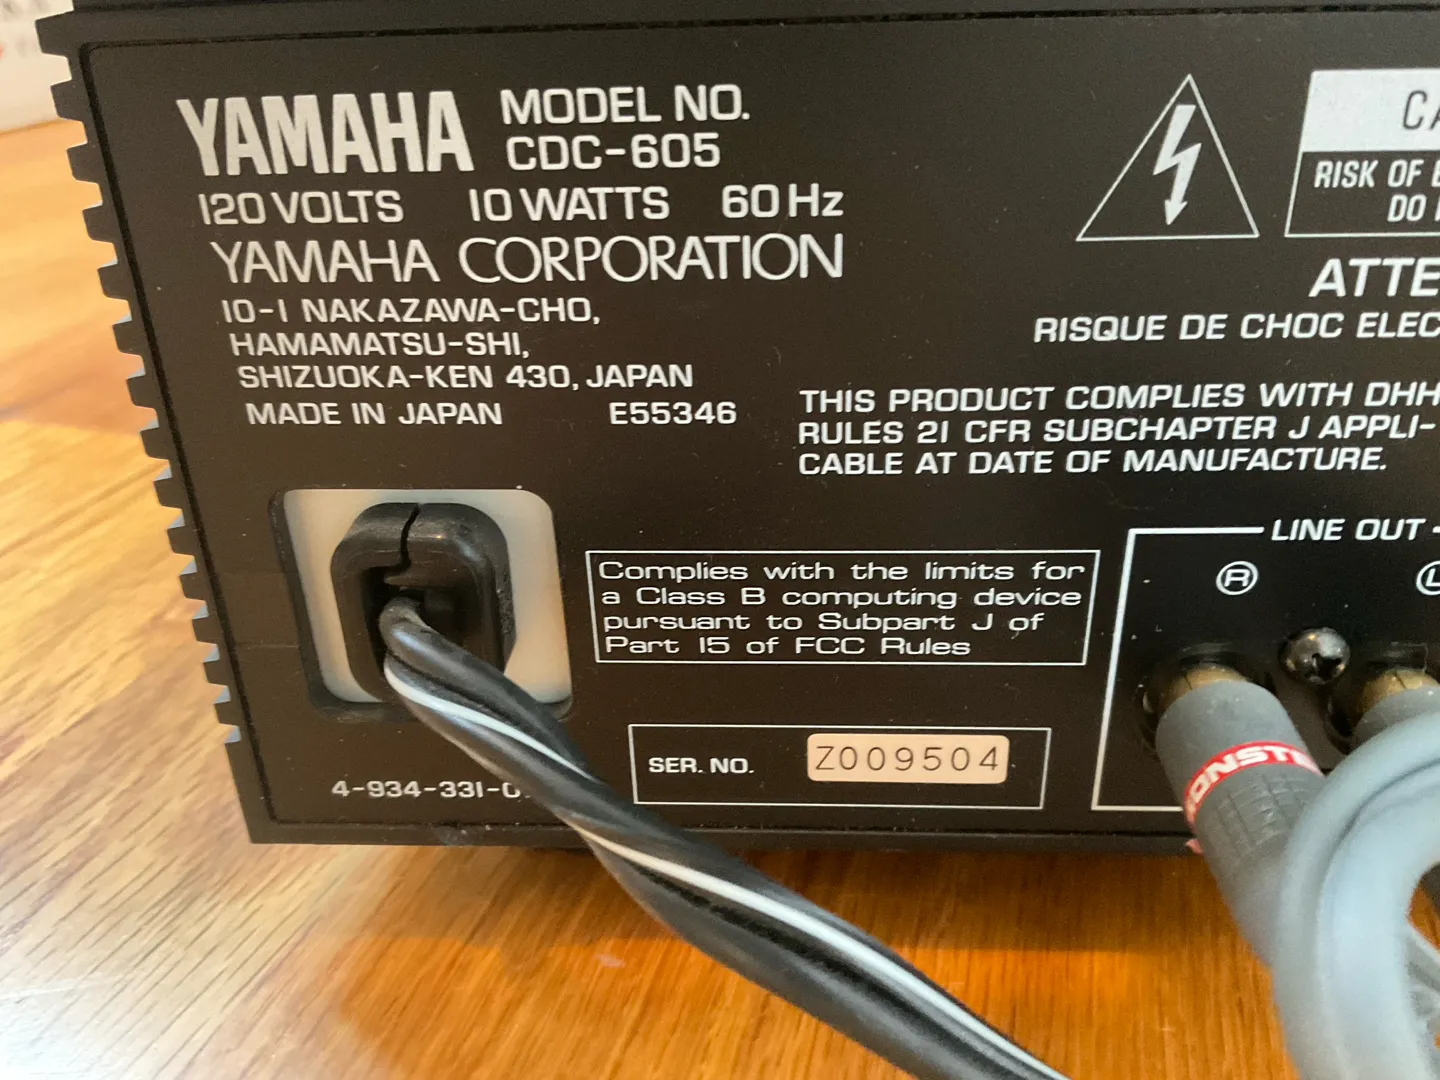 YAMAHA MODEL NO.
CDC-605
120 VOLTS 10 WATTS 60 Hz
YAMAHA CORPORATION
10-1 NAKAZAWA-CHO,
HAMAMATSU-SHI,
SHIZUOKA-KEN 430, JAPAN
MADE IN JAPAN E55346
RISK OF
DO
RISQUE DE CHOC
THIS PRODUCT COMPLIES WITH DHH
RULES 21 CFR SUBCHAPTER J APPLI-
CABLE AT DATE OF MANUFACTURE.
LINE OUT
R
L
Complies with the limits for
a Class B computing device
pursuant to Subpart J of
Part 15 of FCC Rules
SER. NO. Z009504
4-934-331-0